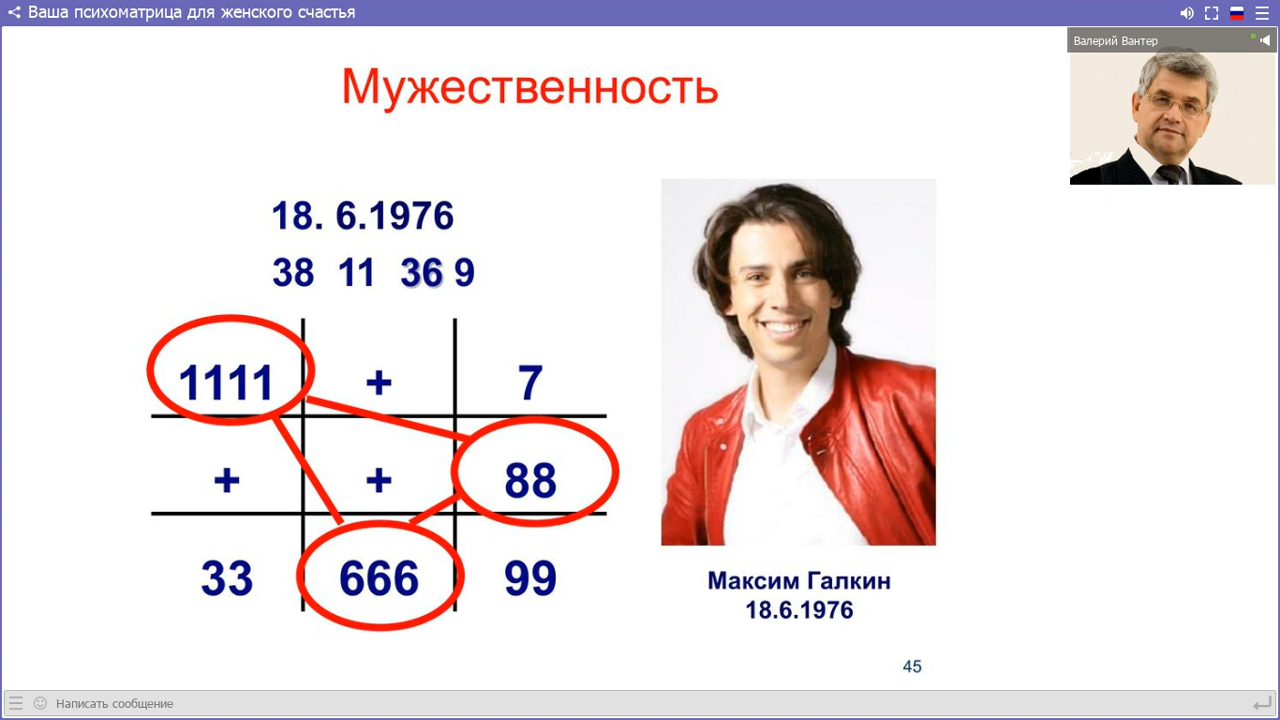 Ваша психоматрица для женского счастья
Валерий Вантер
Мужественность
18. 6.1976
38 11 36 9
1111 + 7
+ + 88
33 666 99
Максим Галкин
18.6.1976
45
Написать сообщение